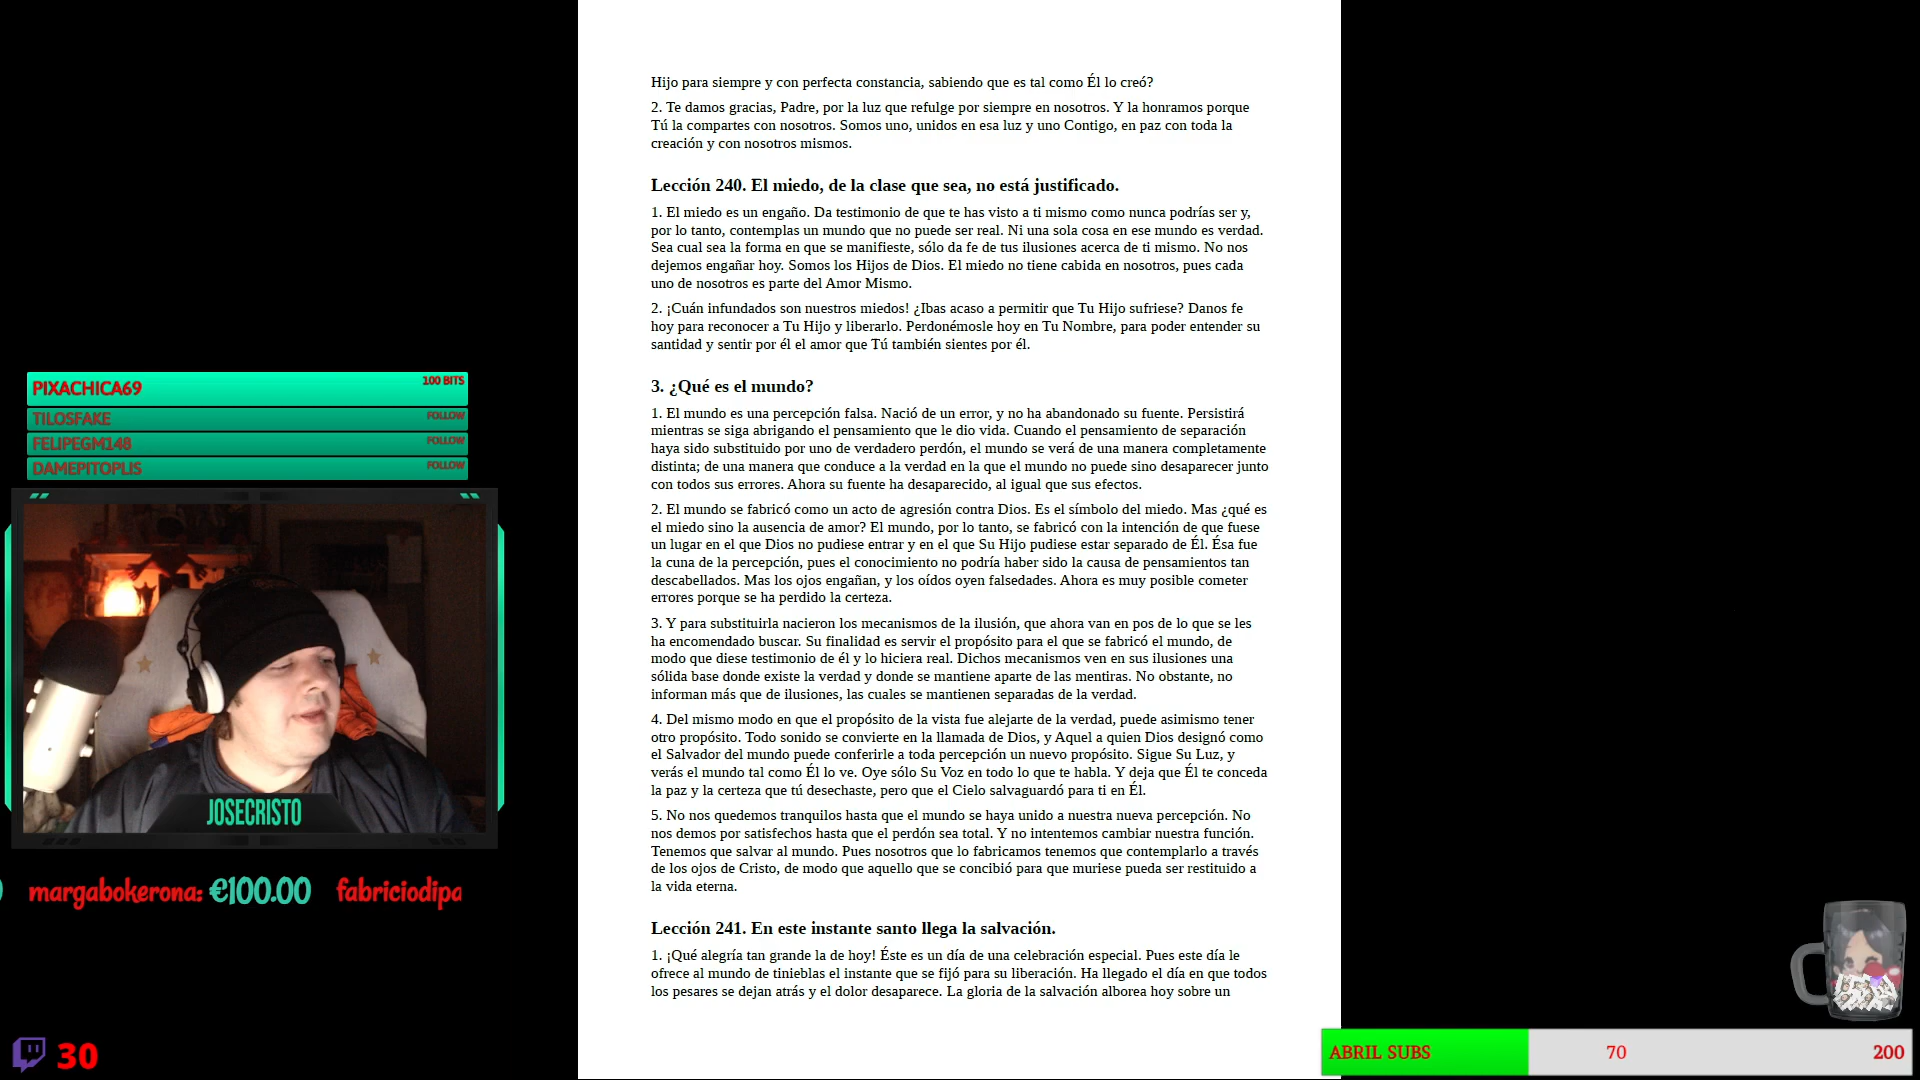 Hijo para siempre y con perfecta constancia, sabiendo que es tal como Él lo creó?
2. Te damos gracias, Padre, por la luz que refulge por siempre en nosotros. Y la honramos porque
Tú la compartes con nosotros. Somos uno, unidos en esa luz y uno Contigo, en paz con toda la
creación y con nosotros mismos.
Lección 240. El miedo, de la clase que sea, no está justificado.
1. El miedo es un engaño. Da testimonio de que te has visto a ti mismo como nunca podrías ser y,
por lo tanto, contemplas un mundo que no puede ser real. Ni una sola cosa en ese mundo es verdad.
Sea cual sea la forma en que se manifieste, sólo da fe de tus ilusiones acerca de ti mismo. No nos
dejemos engañar hoy. Somos los Hijos de Dios. El miedo no tiene cabida en nosotros, pues cada
uno de nosotros es parte del Amor Mismo.
2. ¡Cuán infundados son nuestros miedos! ¿Ibas acaso a permitir que Tu Hijo sufriese? Danos fe
hoy para reconocer a Tu Hijo y liberarlo. Perdonémosle hoy en Tu Nombre, para poder entender su
santidad y sentir por él el amor que Tú también sientes por él.
3. ¿Qué es el mundo?
1. El mundo es una percepción falsa. Nació de un error, y no ha abandonado su fuente. Persistirá
mientras se siga abrigando el pensamiento que le dio vida. Cuando el pensamiento de separación
haya sido substituido por uno de verdadero perdón, el mundo se verá de una manera completamente
distinta; de una manera que conduce a la verdad en la que el mundo no puede sino desaparecer junto
con todos sus errores. Ahora su fuente ha desaparecido, al igual que sus efectos.
2. El mundo se fabricó como un acto de agresión contra Dios. Es el símbolo del miedo. Mas ¿qué es
el miedo sino la ausencia de amor? El mundo, por lo tanto, se fabricó con la intención de que fuese
un lugar en el que Dios no pudiese entrar y en el que Su Hijo pudiese estar separado de Él. Ésa fue
la cuna de la percepción, pues el conocimiento no podría haber sido la causa de pensamientos tan
descabellados. Mas los ojos engañan, y los oídos oyen falsedades. Ahora es muy posible cometer
errores porque se ha perdido la certeza.
3. Y para substituirla nacieron los mecanismos de la ilusión, que ahora van en pos de lo que se les
ha encomendado buscar. Su finalidad es servir el propósito para el que se fabricó el mundo, de
modo que diese testimonio de él y lo hiciera real. Dichos mecanismos ven en sus ilusiones una
sólida base donde existe la verdad y donde se mantiene aparte de las mentiras. No obstante, no
informan más que de ilusiones, las cuales se mantienen separadas de la verdad.
4. Del mismo modo en que el propósito de la vista fue alejarte de la verdad, puede asimismo tener
otro propósito. Todo sonido se convierte en la llamada de Dios, y Aquel a quien Dios designó como
el Salvador del mundo puede conferirle a toda percepción un nuevo propósito. Sigue Su Luz, y
verás el mundo tal como Él lo ve. Oye sólo Su Voz en todo lo que te habla. Y deja que Él te conceda
la paz y la certeza que tú desechaste, pero que el Cielo salvaguardó para ti en Él.
5. No nos quedemos tranquilos hasta que el mundo se haya unido a nuestra nueva percepción. No
nos demos por satisfechos hasta que el perdón sea total. Y no intentemos cambiar nuestra función.
Tenemos que salvar al mundo. Pues nosotros que lo fabricamos tenemos que contemplarlo a través
de los ojos de Cristo, de modo que aquello que se concibió para que muriese pueda ser restituido a
la vida eterna.
Lección 241. En este instante santo llega la salvación.
1. ¡Qué alegría tan grande la de hoy! Éste es un día de una celebración especial. Pues este día le
ofrece al mundo de tinieblas el instante que se fijó para su liberación. Ha llegado el día en que todos
los pesares se dejan atrás y el dolor desaparece. La gloria de la salvación alborea hoy sobre un
PIXACHICA69 100 BITS
TILOSFAKE FOLLOW
FELIPEGM148 FOLLOW
DAMEPITOPLIS FOLLOW
JOSECRISTO
margabokerona: €100.00 fabriciodipa
30
ABRIL SUBS 70 200